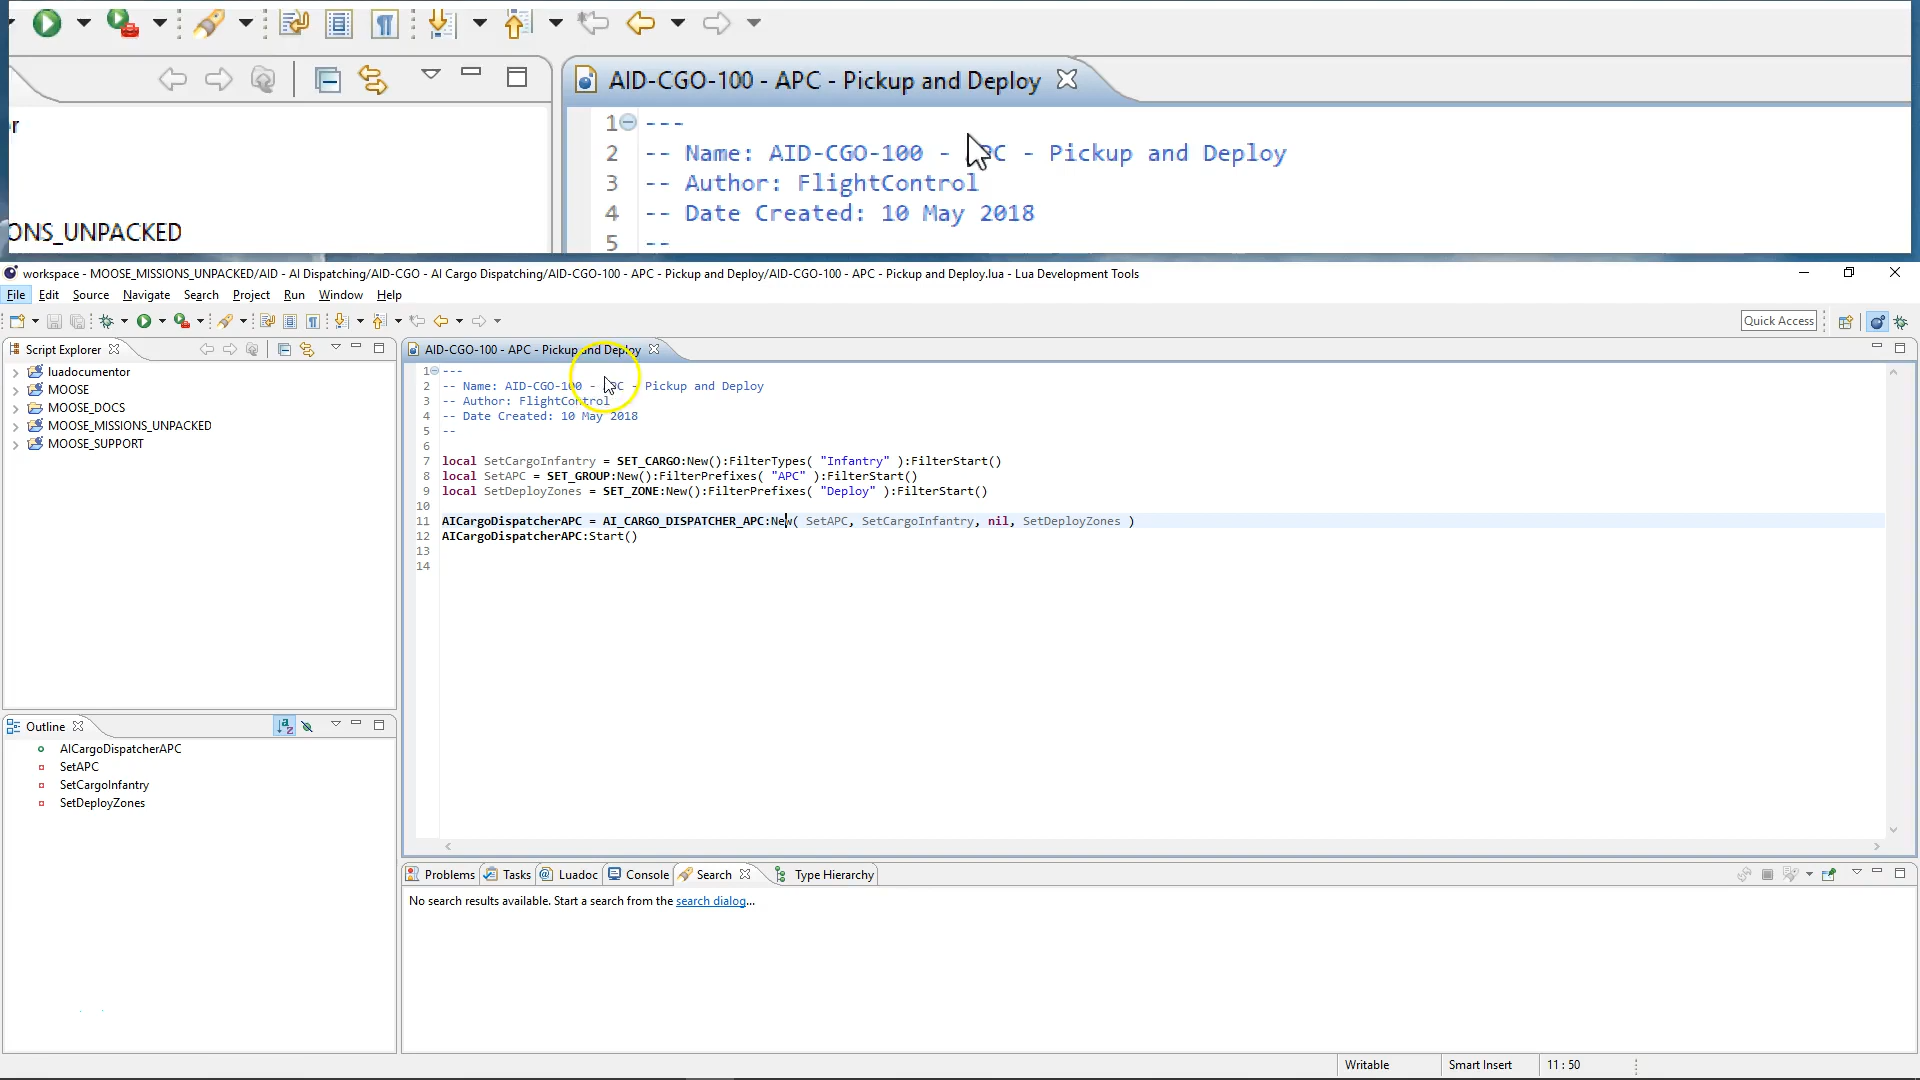 AID-CGO-100 - APC - Pickup and Deploy
r
ONS_UNPACKED
1 ---
2 -- Name: AID-CGO-100 - APC - Pickup and Deploy
3 -- Author: FlightControl
4 -- Date Created: 10 May 2018
5 --
workspace - MOOSE_MISSIONS_UNPACKED/AID - AI Dispatching/AID-CGO - AI Cargo Dispatching/AID-CGO-100 - APC - Pickup and Deploy/AID-CGO-100 - APC - Pickup and Deploy.lua - Lua Development Tools
File Edit Source Navigate Search Project Run Window Help
Quick Access
Script Explorer
luadocumentor
MOOSE
MOOSE_DOCS
MOOSE_MISSIONS_UNPACKED
MOOSE_SUPPORT
AID-CGO-100 - APC - Pickup and Deploy
1 ---
2 -- Name: AID-CGO-100 - APC - Pickup and Deploy
3 -- Author: FlightControl
4 -- Date Created: 10 May 2018
5 --
6
7 local SetCargoInfantry = SET_CARGO:New():FilterTypes( "Infantry" ):FilterStart()
8 local SetAPC = SET_GROUP:New():FilterPrefixes( "APC" ):FilterStart()
9 local SetDeployZones = SET_ZONE:New():FilterPrefixes( "Deploy" ):FilterStart()
10
11 AICargoDispatcherAPC = AI_CARGO_DISPATCHER_APC:New( SetAPC, SetCargoInfantry, nil, SetDeployZones )
12 AICargoDispatcherAPC:Start()
13
14
Outline
AICargoDispatcherAPC
SetAPC
SetCargoInfantry
SetDeployZones
Problems Tasks Luadoc Console Search Type Hierarchy
No search results available. Start a search from the search dialog...
Writable Smart Insert 11 : 50